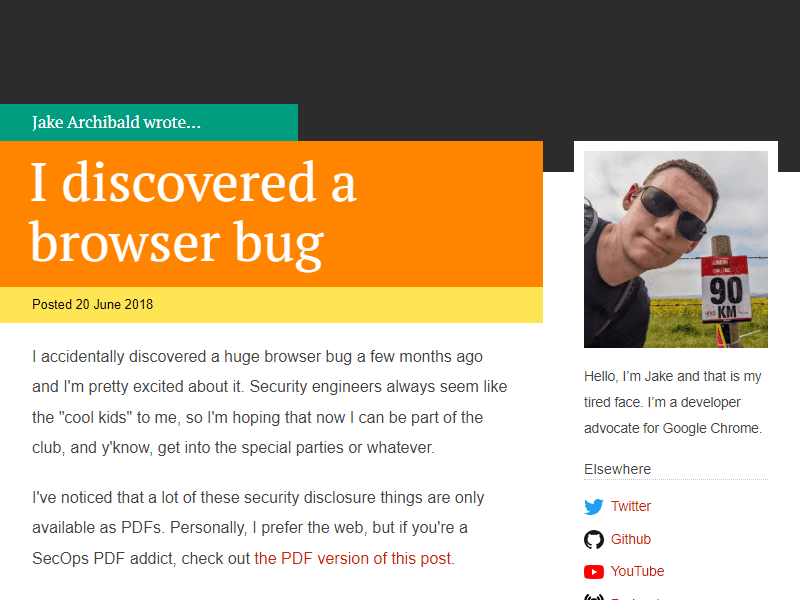 Jake Archibald wrote...
I discovered a
browser bug
Posted 20 June 2018
I accidentally discovered a huge browser bug a few months ago
and I'm pretty excited about it. Security engineers always seem like
the "cool kids" to me, so I'm hoping that now I can be part of the
club, and y'know, get into the special parties or whatever.
I've noticed that a lot of these security disclosure things are only
available as PDFs. Personally, I prefer the web, but if you're a
SecOps PDF addict, check out the PDF version of this post.
90
KM
Hello, I’m Jake and that is my
tired face. I’m a developer
advocate for Google Chrome.
Elsewhere
Twitter
Github
YouTube